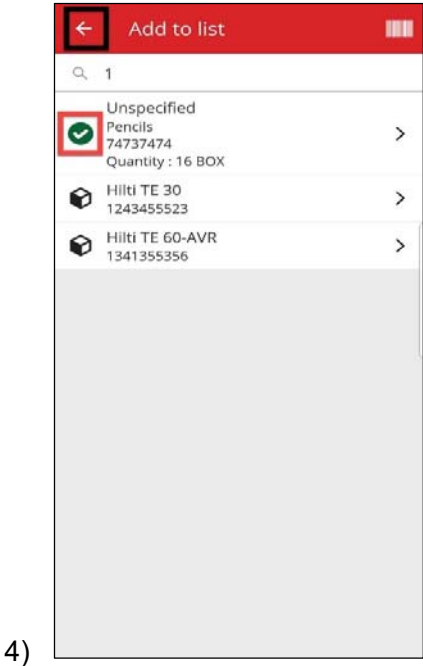 Add to list
1
Unspecified
Pencils
74737474
Quantity : 16 BOX
Hilti TE 30
1243455523
Hilti TE 60-AVR
1341355356
4)